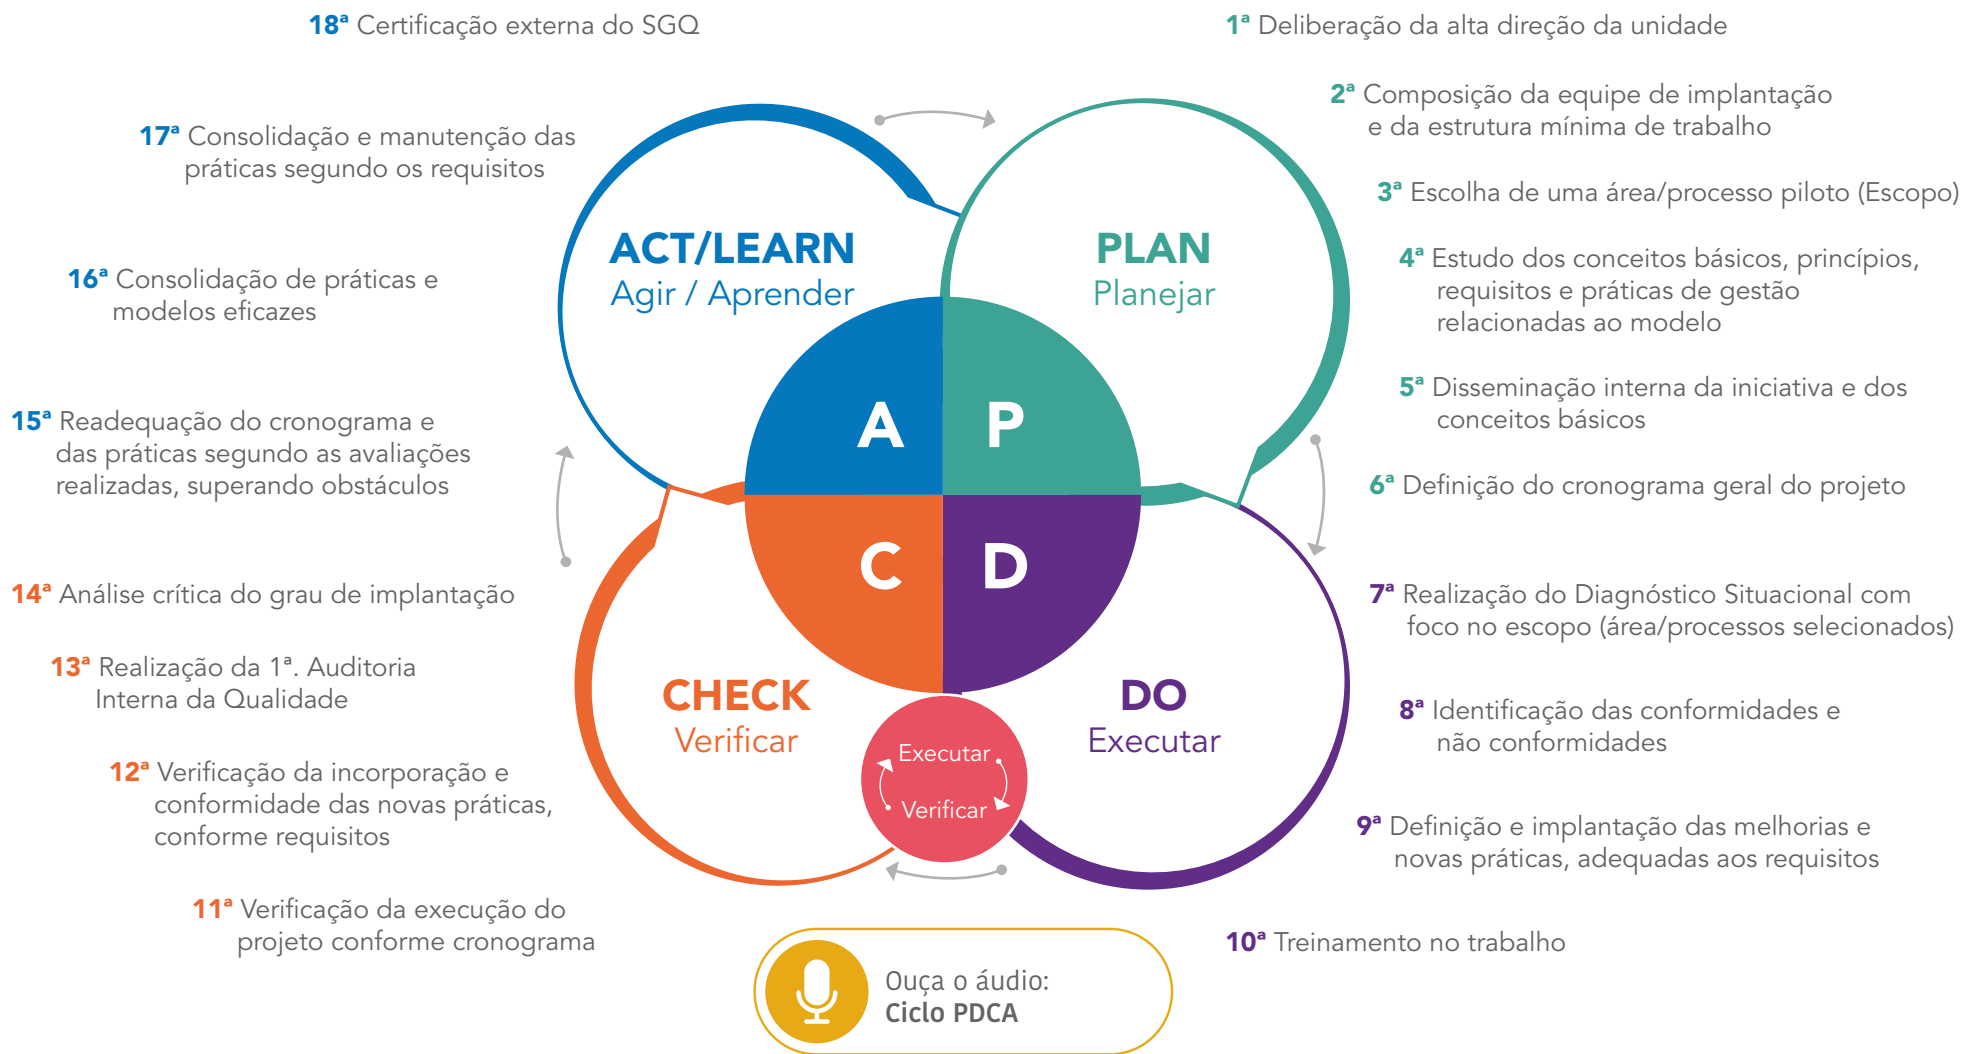 18ª Certificação externa do SGQ
17ª Consolidação e manutenção das
práticas segundo os requisitos
16ª Consolidação de práticas e
modelos eficazes
15ª Readequação do cronograma e
das práticas segundo as avaliações
realizadas, superando obstáculos
14ª Análise crítica do grau de implantação
13ª Realização da 1ª. Auditoria
Interna da Qualidade
12ª Verificação da incorporação e
conformidade das novas práticas,
conforme requisitos
11ª Verificação da execução do
projeto conforme cronograma
ACT/LEARN
Agir / Aprender
PLAN
Planejar
A
P
C
D
CHECK
Verificar
DO
Executar
Executar
Verificar
1ª Deliberação da alta direção da unidade
2ª Composição da equipe de implantação
e da estrutura mínima de trabalho
3ª Escolha de uma área/processo piloto (Escopo)
4ª Estudo dos conceitos básicos, princípios,
requisitos e práticas de gestão
relacionadas ao modelo
5ª Disseminação interna da iniciativa e dos
conceitos básicos
6ª Definição do cronograma geral do projeto
7ª Realização do Diagnóstico Situacional com
foco no escopo (área/processos selecionados)
8ª Identificação das conformidades e
não conformidades
9ª Definição e implantação das melhorias e
novas práticas, adequadas aos requisitos
10ª Treinamento no trabalho
Ouça o áudio:
Ciclo PDCA